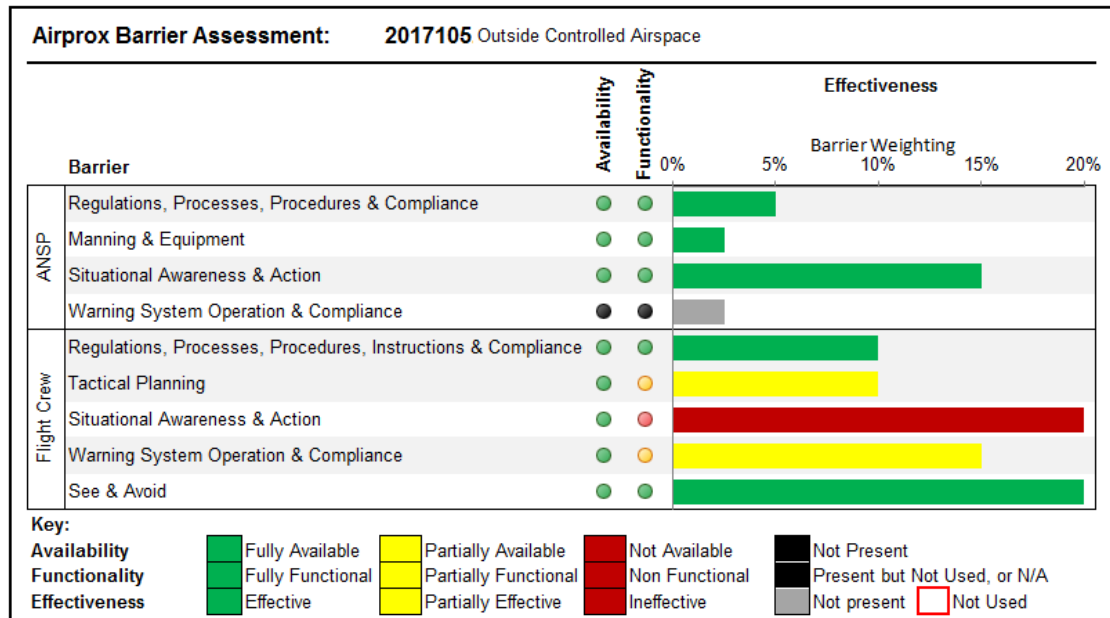 Airprox Barrier Assessment: 2017105 Outside Controlled Airspace
Availability
Functionality
Effectiveness
Barrier Weighting
Barrier
0% 5% 10% 15% 20%
ANSP
Regulations, Processes, Procedures & Compliance
Manning & Equipment
Situational Awareness & Action
Warning System Operation & Compliance
Flight Crew
Regulations, Processes, Procedures, Instructions & Compliance
Tactical Planning
Situational Awareness & Action
Warning System Operation & Compliance
See & Avoid
Key:
Availability Fully Available Partially Available Not Available Not Present
Functionality Fully Functional Partially Functional Non Functional Present but Not Used, or N/A
Effectiveness Effective Partially Effective Ineffective Not present Not Used